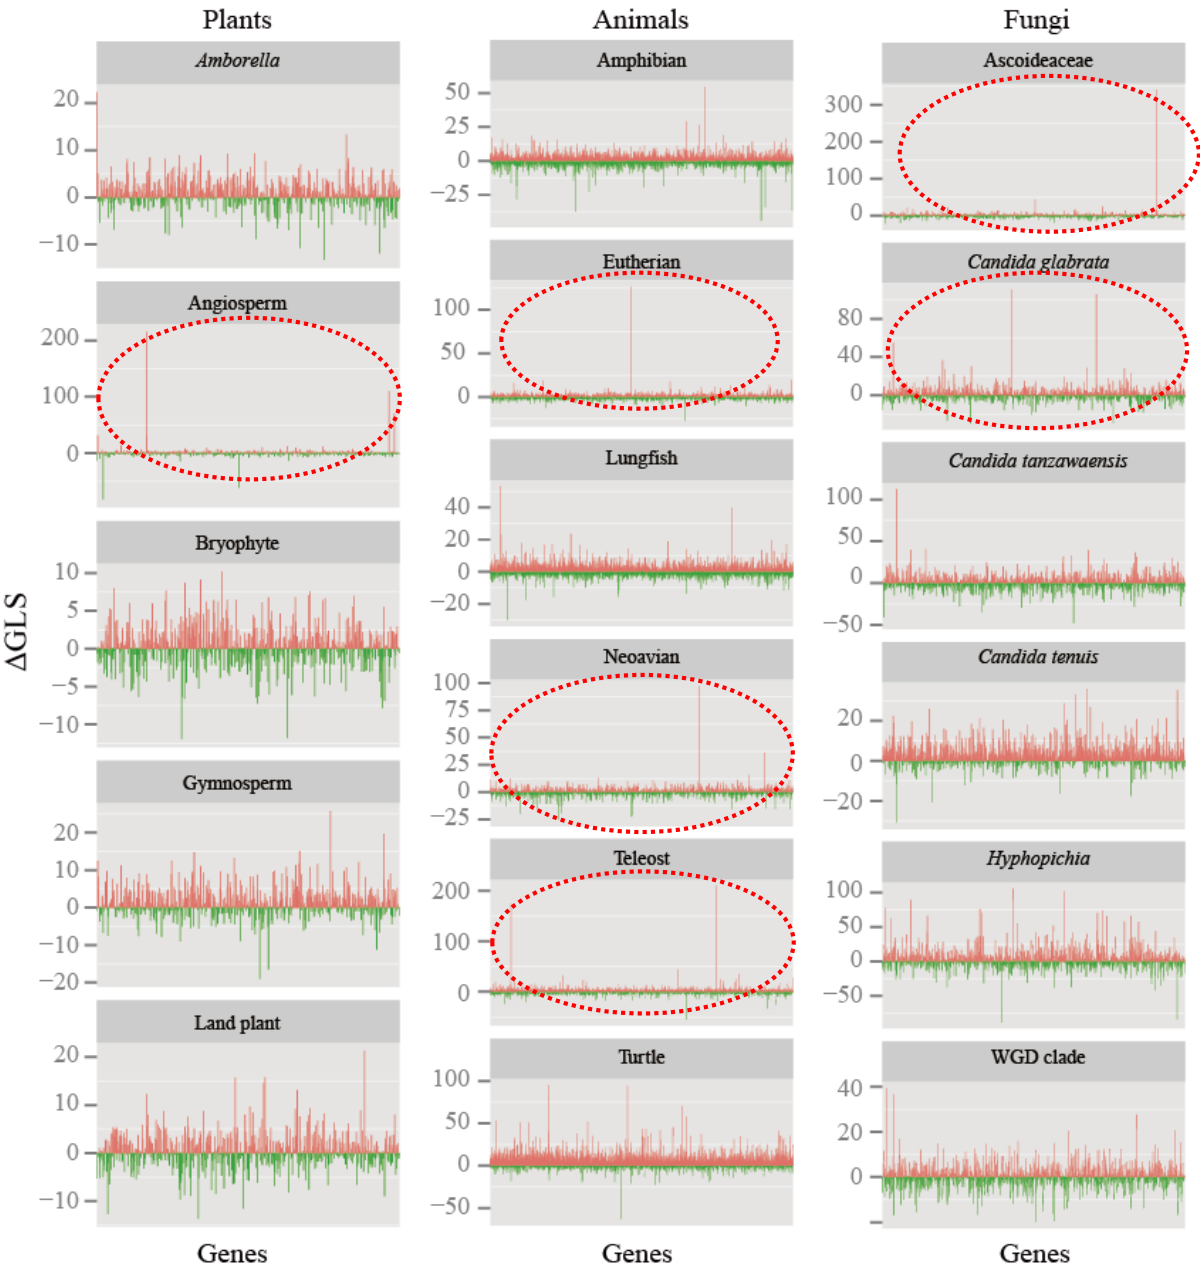 Plants
Animals
Fungi
Amborella
20
10
0
−10
Angiosperm
200
100
0
Bryophyte
10
5
0
−5
−10
Gymnosperm
20
10
0
−10
−20
Land plant
20
10
0
−10
Amphibian
50
25
0
−25
Eutherian
100
50
0
Lungfish
40
20
0
−20
Neoavian
100
75
50
25
0
−25
Teleost
200
100
0
Turtle
100
50
0
−50
Ascoideaceae
300
200
100
0
Candida glabrata
80
40
0
Candida tanzawaensis
100
50
0
−50
Candida tenuis
20
0
−20
Hyphopichia
100
50
0
−50
WGD clade
40
20
0
ΔGLS
Genes
Genes
Genes